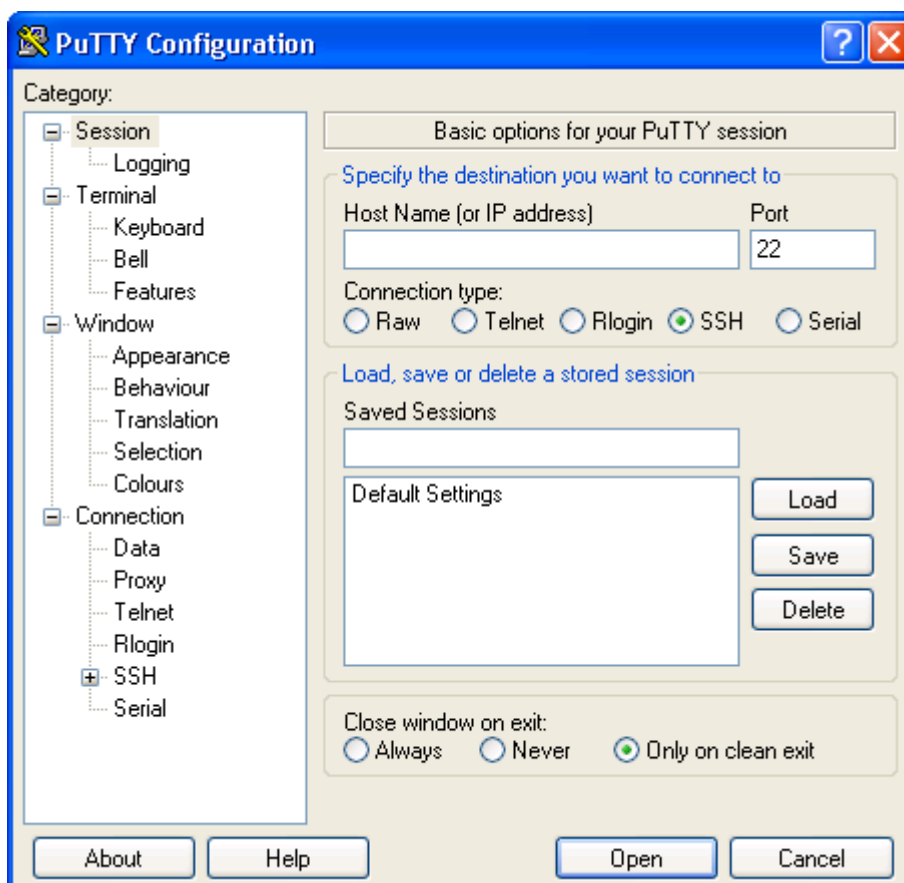 PuTTY Configuration
?
Category:
Session
Logging
Terminal
Keyboard
Bell
Features
Window
Appearance
Behaviour
Translation
Selection
Colours
Connection
Data
Proxy
Telnet
Rlogin
SSH
Serial
Basic options for your PuTTY session
Specify the destination you want to connect to
Host Name (or IP address) Port
22
Connection type:
Raw Telnet Rlogin SSH Serial
Load, save or delete a stored session
Saved Sessions
Default Settings
Load
Save
Delete
Close window on exit:
Always Never Only on clean exit
About Help Open Cancel